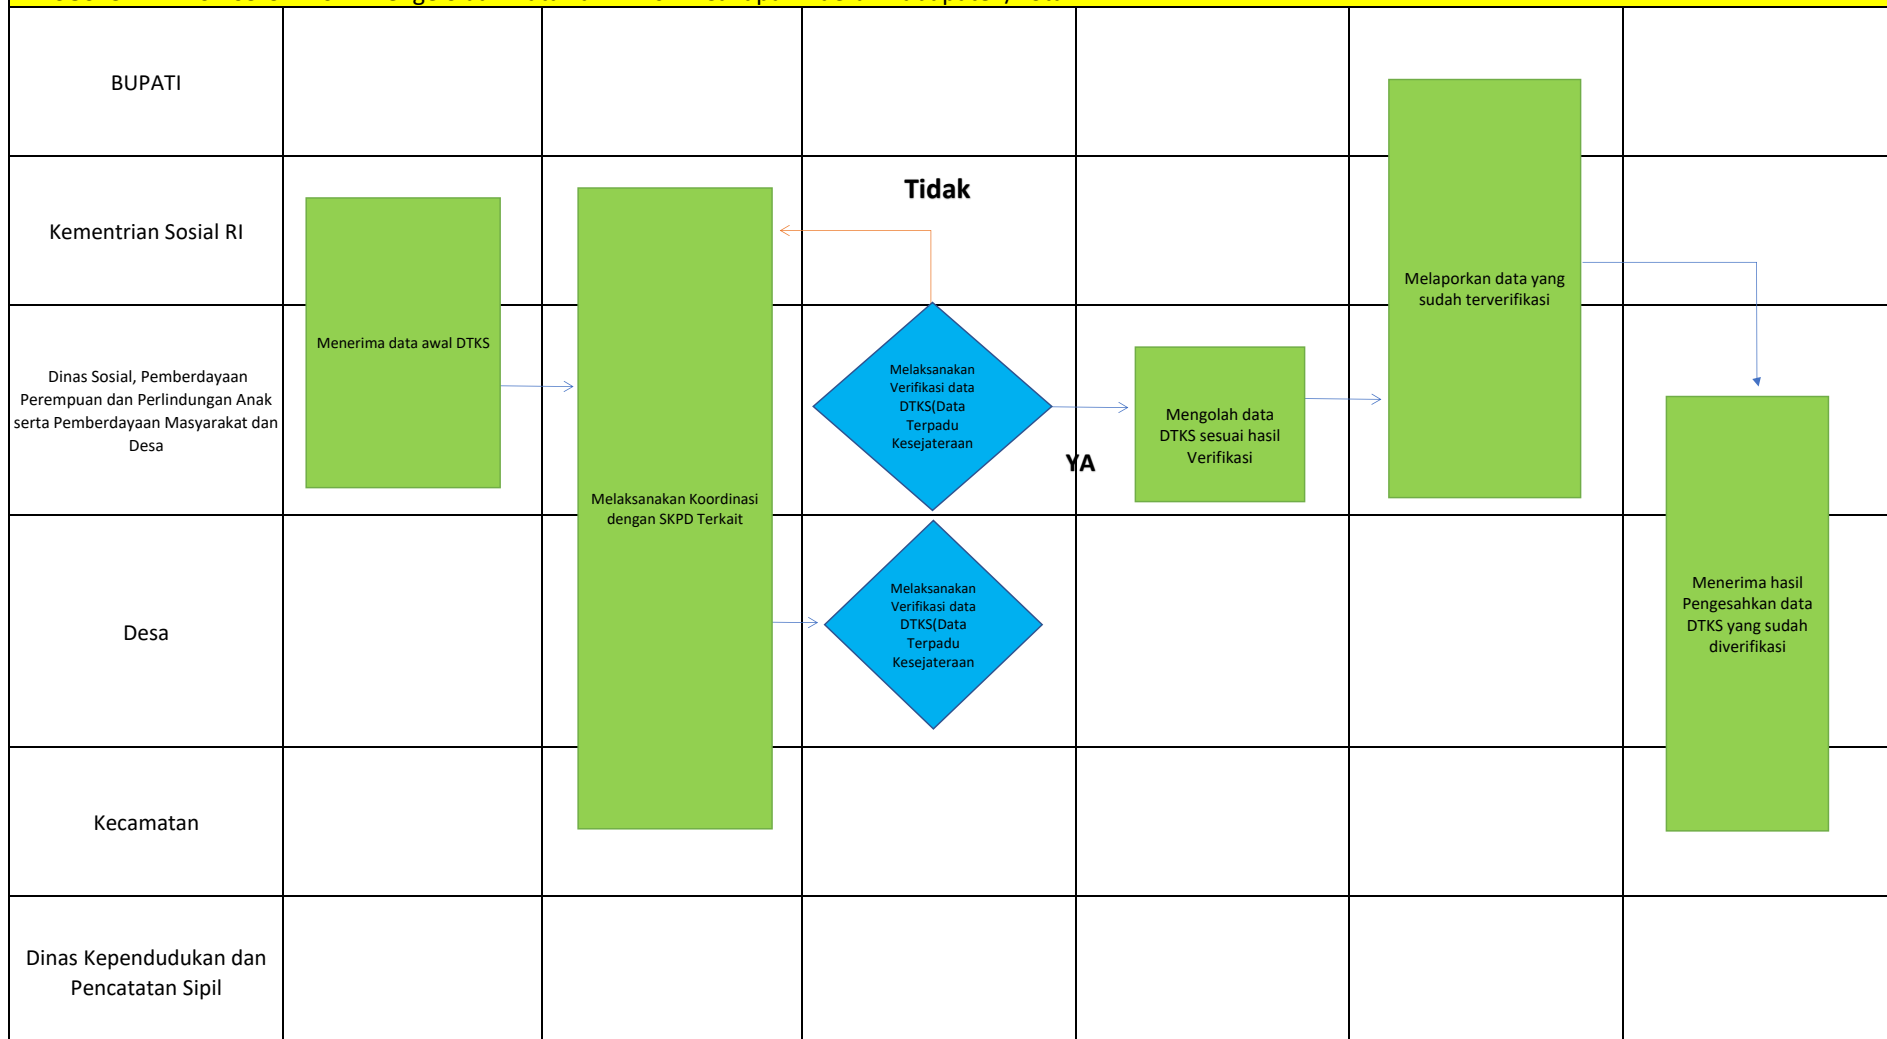 BUPATI
Kementrian Sosial RI
Dinas Sosial, Pemberdayaan
Perempuan dan Perlindungan Anak
serta Pemberdayaan Masyarakat dan
Desa
Desa
Kecamatan
Dinas Kependudukan dan
Pencatatan Sipil
Menerima data awal DTKS
Melaksanakan Koordinasi
dengan SKPD Terkait
Tidak
Melaksanakan
Verifikasi data
DTKS(Data
Terpadu
Kesejateraan
YA
Melaksanakan
Verifikasi data
DTKS(Data
Terpadu
Kesejateraan
Mengolah data
DTKS sesuai hasil
Verifikasi
Melaporkan data yang
sudah terverifikasi
Menerima hasil
Pengesahkan data
DTKS yang sudah
diverifikasi